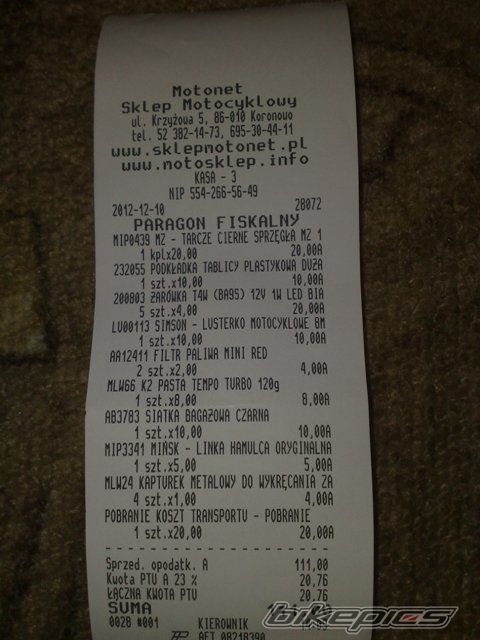 Motonet
Sklep Motocyklowy
ul. Krzyżowa 5, 86-010 Koronowo
tel. 52 382-14-73, 695-30-44-11
www.sklepmotonet.pl
www.motosklep.info
KASA - 3
NIP 554-266-56-49
2012-12-10 28072
PARAGON FISKALNY
MIP0439 MZ - TARCZE CIERNE SPRZĘGŁA MZ 1
1 kplx20,00 20,00A
232055 PODKŁADKA TABLICY PLASTYKOWA DUŻA
1 szt.x10,00 10,00A
200803 ŻARÓWKA T4W (BA9S) 12V 1W LED BIA
5 szt.x4,00 20,00A
LU00113 SIMSON - LUSTERKO MOTOCYKLOWE 8M
1 szt.x10,00 10,00A
AA12411 FILTR PALIWA MINI RED
2 szt.x2,00 4,00A
MLW66 K2 PASTA TEMPO TURBO 120g
1 szt.x8,00 8,00A
AB3783 SIATKA BAGAŻOWA CZARNA
1 szt.x10,00 10,00A
MIP3341 MIŃSK - LINKA HAMULCA ORYGINALNA
1 szt.x5,00 5,00A
MLW24 KAPTUREK METALOWY DO WYKRĘCANIA ZA
4 szt.x1,00 4,00A
POBRANIE KOSZT TRANSPORTU - POBRANIE
1 szt.x20,00 20,00A
Sprzed. opodatk. A 111,00
Kwota PTU A 23 % 20,76
ŁĄCZNA KWOTA PTU 20,76
SUMA
0028 #001 KIEROWNIK
AFT 0821839A
bikepics